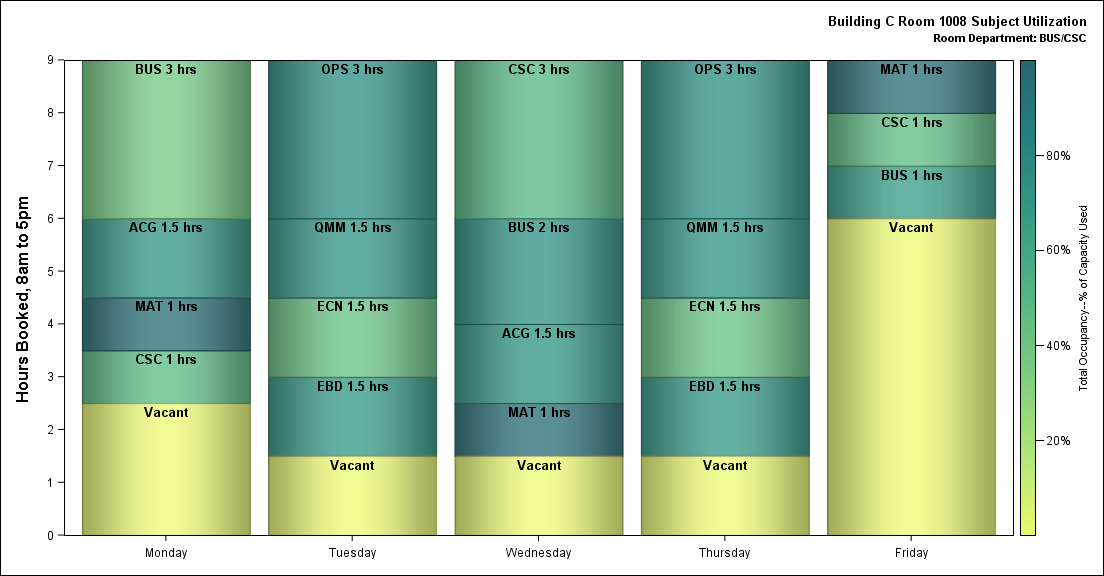 Building C Room 1008 Subject Utilization
Room Department: BUS/CSC
Hours Booked, 8am to 5pm
9
8
7
6
5
4
3
2
1
0
BUS 3 hrs
ACG 1.5 hrs
MAT 1 hrs
CSC 1 hrs
Vacant
OPS 3 hrs
QMM 1.5 hrs
ECN 1.5 hrs
EBD 1.5 hrs
Vacant
CSC 3 hrs
BUS 2 hrs
ACG 1.5 hrs
MAT 1 hrs
Vacant
OPS 3 hrs
QMM 1.5 hrs
ECN 1.5 hrs
EBD 1.5 hrs
Vacant
MAT 1 hrs
CSC 1 hrs
BUS 1 hrs
Vacant
Monday
Tuesday
Wednesday
Thursday
Friday
80%
60%
40%
20%
Total Occupancy--% of Capacity Used